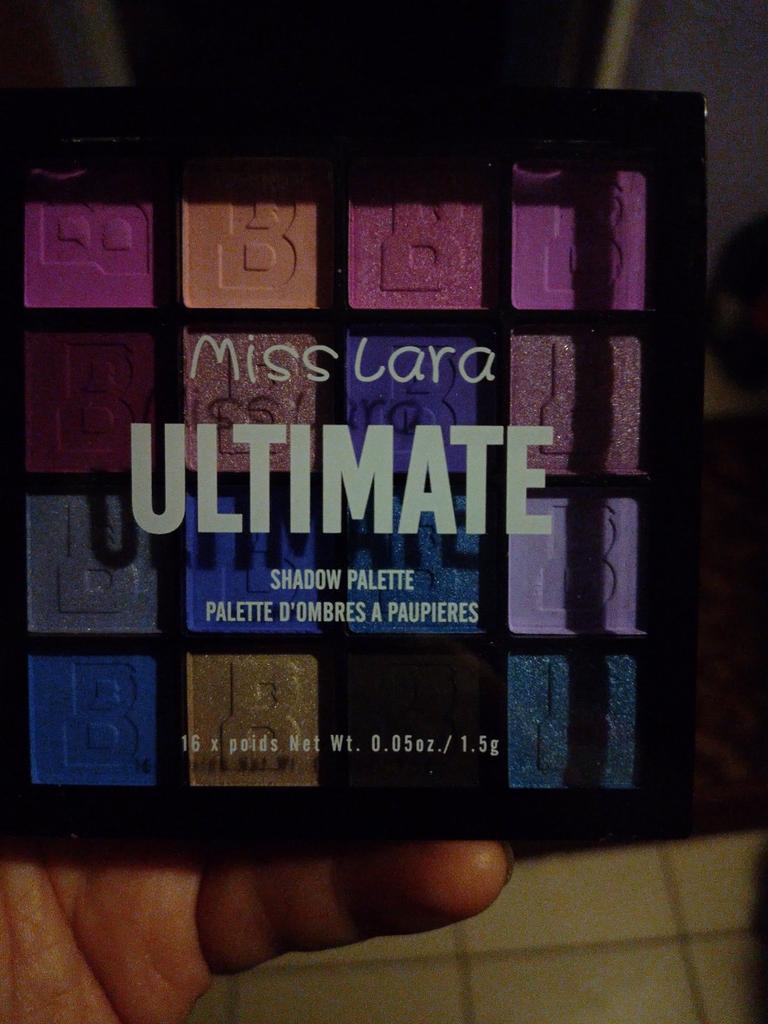 B B B B
Miss Lara
B B B B
ULTIMATE
B B B B
SHADOW PALETTE
PALETTE D'OMBRES A PAUPIERES
B B B B
16 x poids Net Wt. 0.05oz./ 1.5g